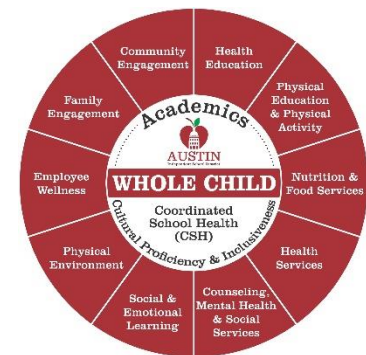 Health
Education
Physical
Education
& Physical
Activity
Nutrition &
Food Services
Health
Services
Counseling,
Mental Health
& Social
Services
Social &
Emotional
Learning
Physical
Environment
Employee
Wellness
Family
Engagement
Community
Engagement
Academics
AUSTIN
WHOLE CHILD
Coordinated
School Health
(CSH)
Cultural Proficiency & Inclusiveness